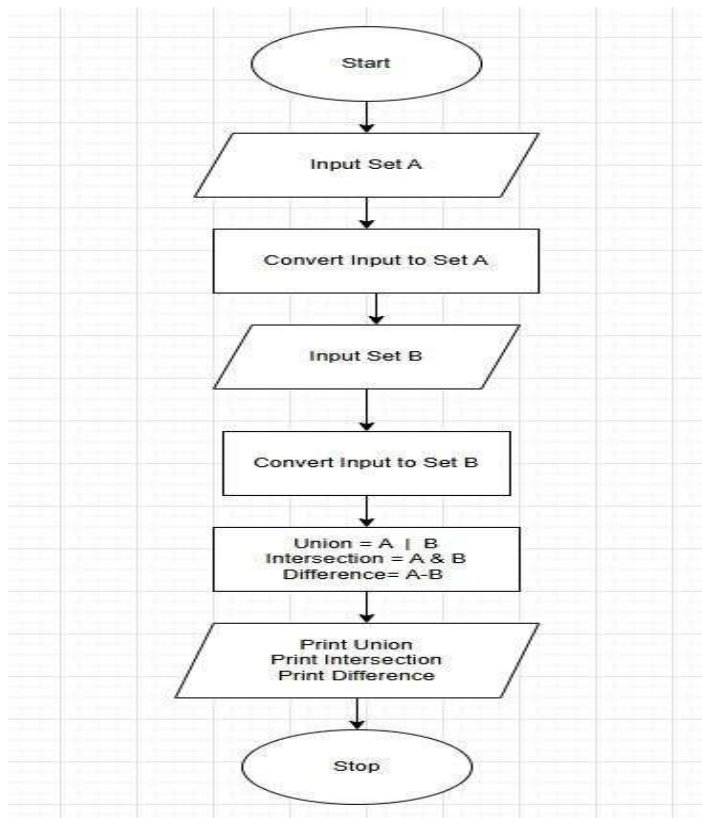 Start
Input Set A
Convert Input to Set A
Input Set B
Convert Input to Set B
Union = A | B
Intersection = A & B
Difference= A-B
Print Union
Print Intersection
Print Difference
Stop